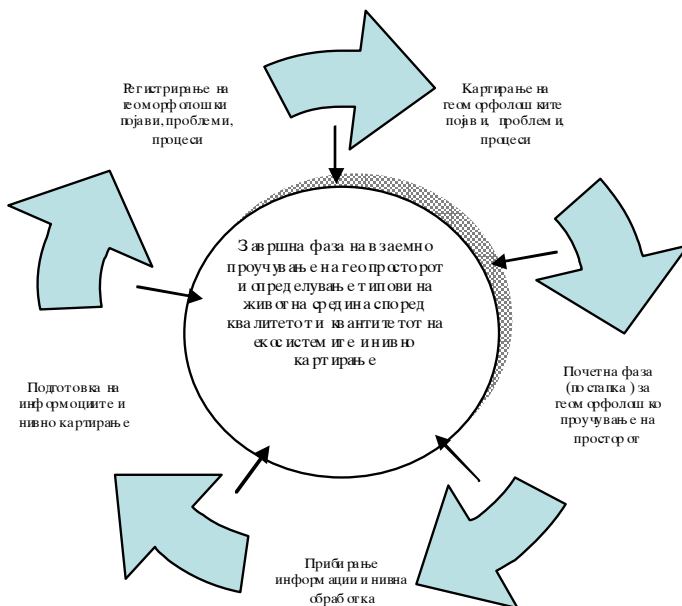 Регистрирање на
геоморфолошки
појави, проблеми,
процеси
Картирање на
геоморфолошките
појави, проблеми,
процеси
Завршна фаза на взаемно
проучување на геопросторот
и определување типови на
животна средина според
квалитетот и квантитетот на
екосистемите и нивно
картирање
Почетна фаза
(постапка) за
геоморфолошко
проучување на
просторот
Подготовка на
информоциите и
нивно картирање
Прибирање
информации и нивна
обработка